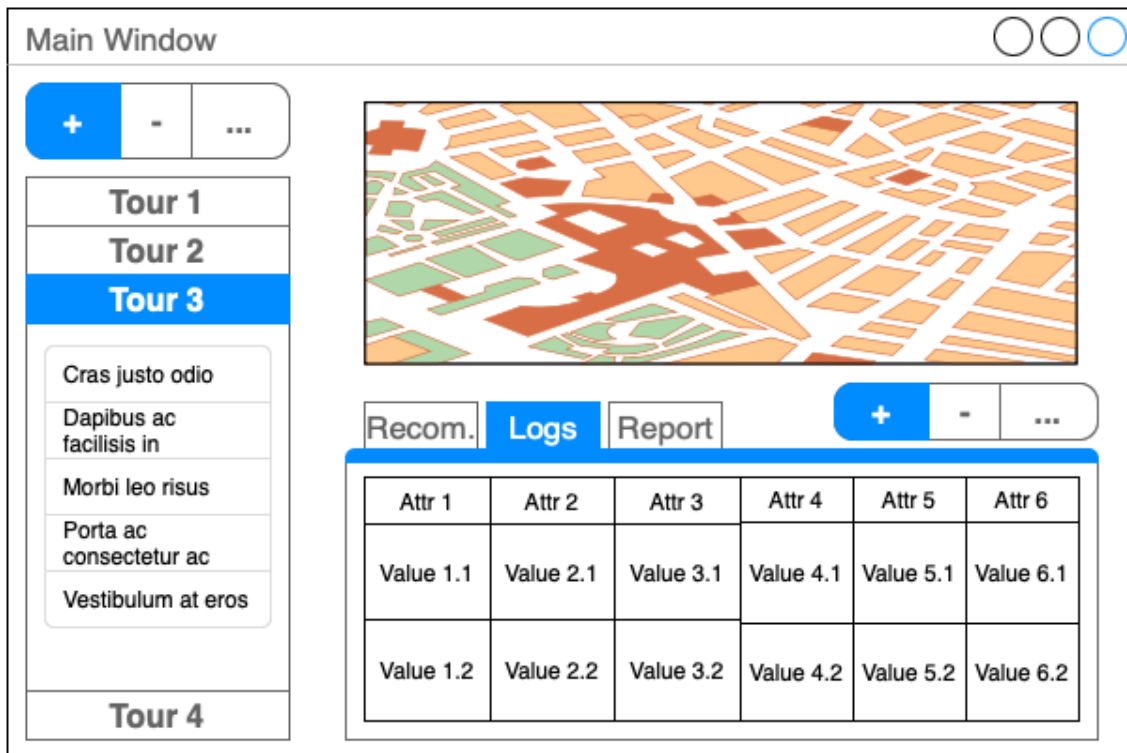 Main Window
+ - ...
Tour 1
Tour 2
Tour 3
Cras justo odio
Dapibus ac
facilisis in
Morbi leo risus
Porta ac
consectetur ac
Vestibulum at eros
Tour 4
+ - ...
Recom. Logs Report
Attr 1 Attr 2 Attr 3 Attr 4 Attr 5 Attr 6
Value 1.1 Value 2.1 Value 3.1 Value 4.1 Value 5.1 Value 6.1
Value 1.2 Value 2.2 Value 3.2 Value 4.2 Value 5.2 Value 6.2